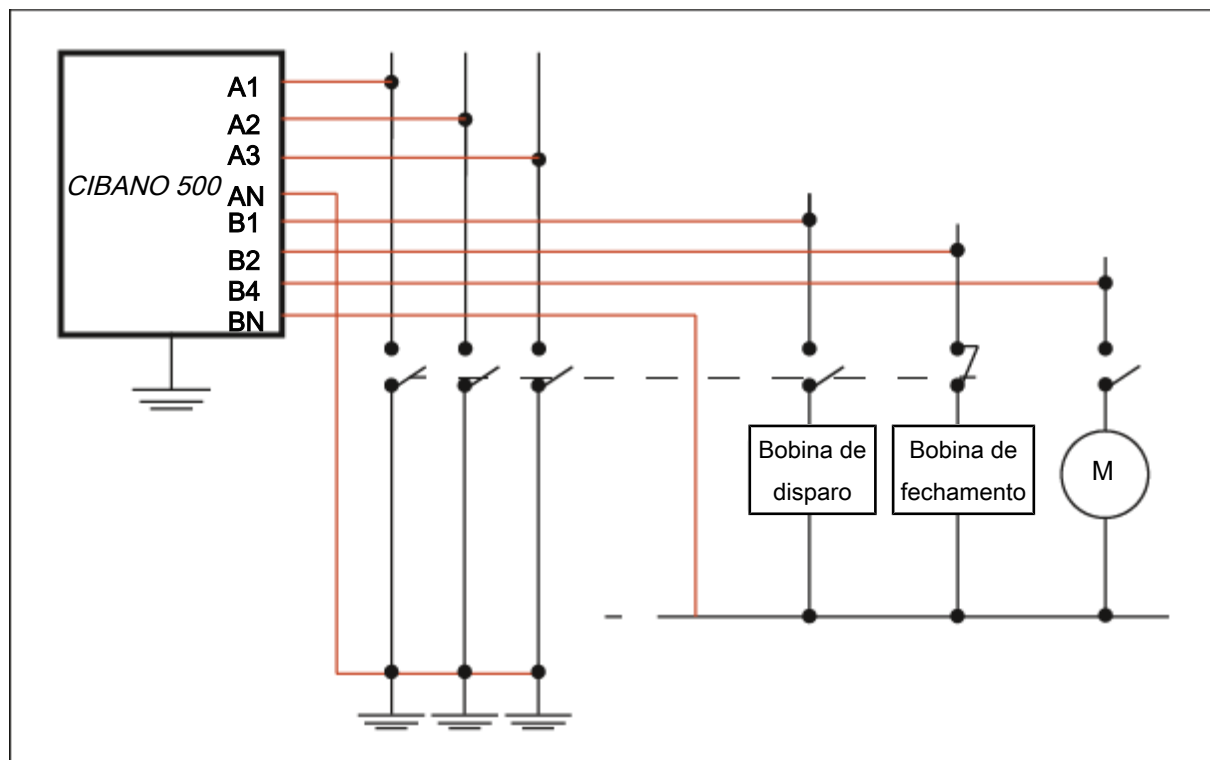 A1
A2
A3
CIBANO 500
AN
B1
B2
B4
BN
Bobina de
disparo
Bobina de
fechamento
M